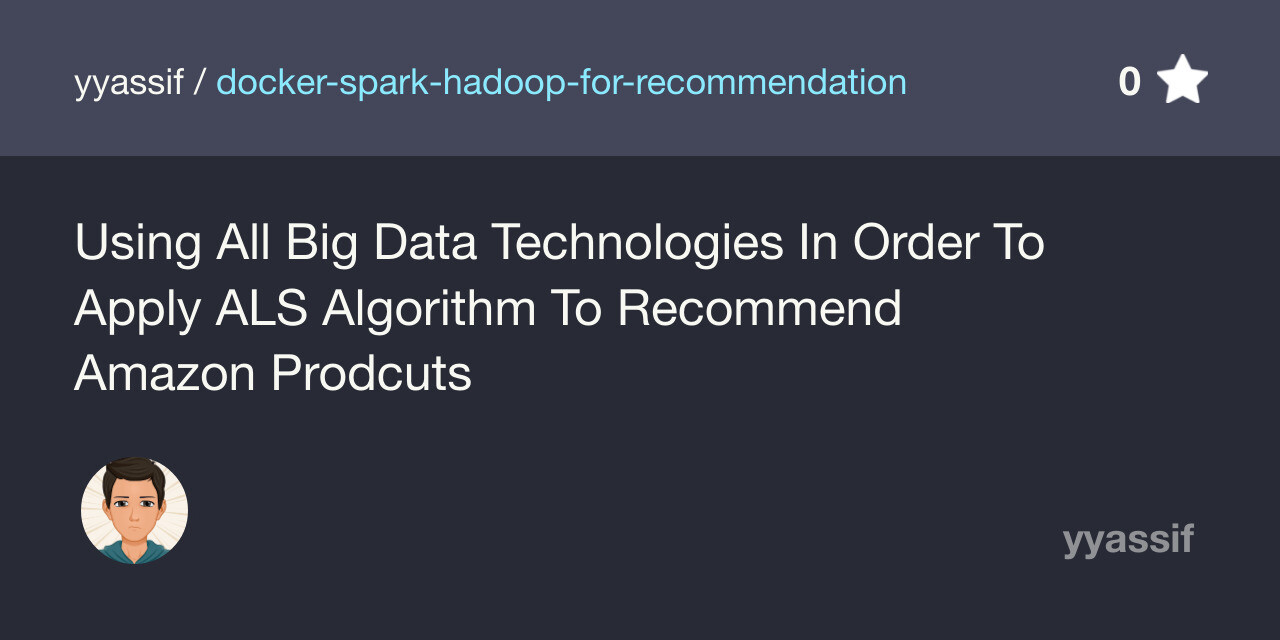 yyassif / docker-spark-hadoop-for-recommendation 0
Using All Big Data Technologies In Order To
Apply ALS Algorithm To Recommend
Amazon Prodcuts
yyassif